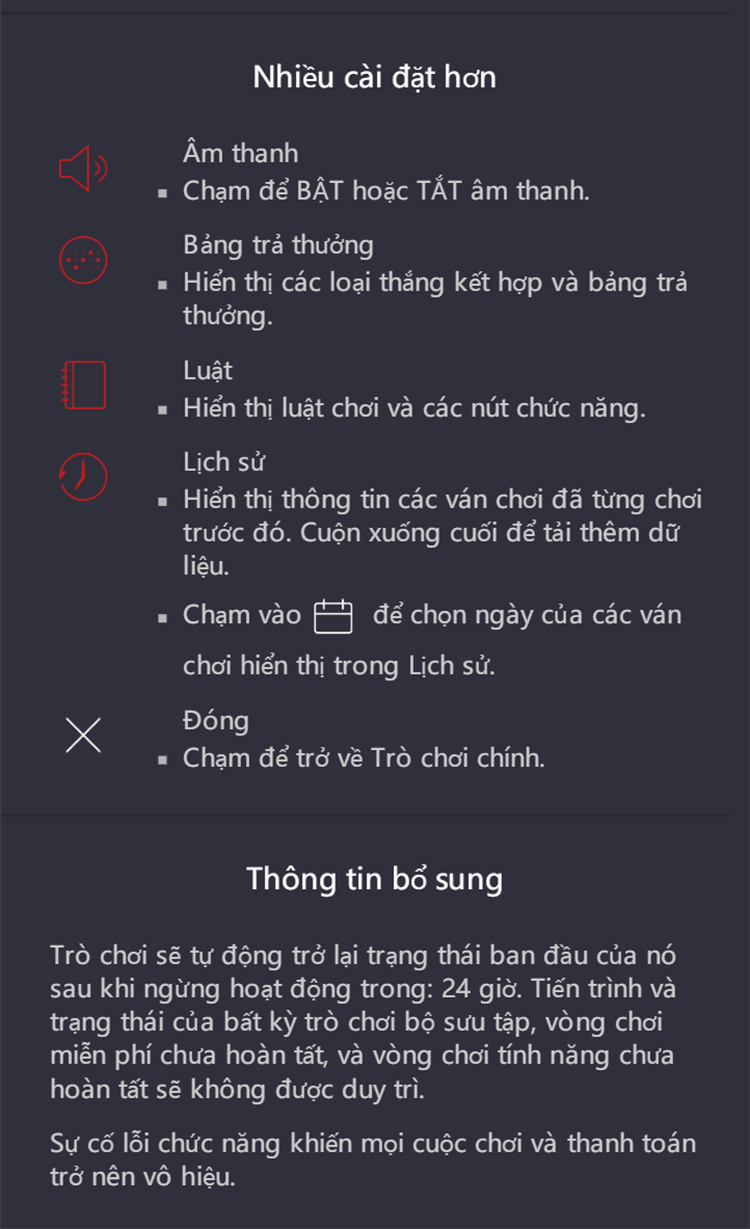 Nhiều cài đặt hơn
Âm thanh
▪ Chạm để BẬT hoặc TẮT âm thanh.
Bảng trả thưởng
▪ Hiển thị các loại thắng kết hợp và bảng trả
thưởng.
Luật
▪ Hiển thị luật chơi và các nút chức năng.
Lịch sử
▪ Hiển thị thông tin các ván chơi đã từng chơi
trước đó. Cuộn xuống cuối để tải thêm dữ
liệu.
▪ Chạm vào để chọn ngày của các ván
chơi hiển thị trong Lịch sử.
Đóng
▪ Chạm để trở về Trò chơi chính.
Thông tin bổ sung
Trò chơi sẽ tự động trở lại trạng thái ban đầu của nó
sau khi ngừng hoạt động trong: 24 giờ. Tiến trình và
trạng thái của bất kỳ trò chơi bộ sưu tập, vòng chơi
miễn phí chưa hoàn tất, và vòng chơi tính năng chưa
hoàn tất sẽ không được duy trì.
Sự cố lỗi chức năng khiến mọi cuộc chơi và thanh toán
trở nên vô hiệu.